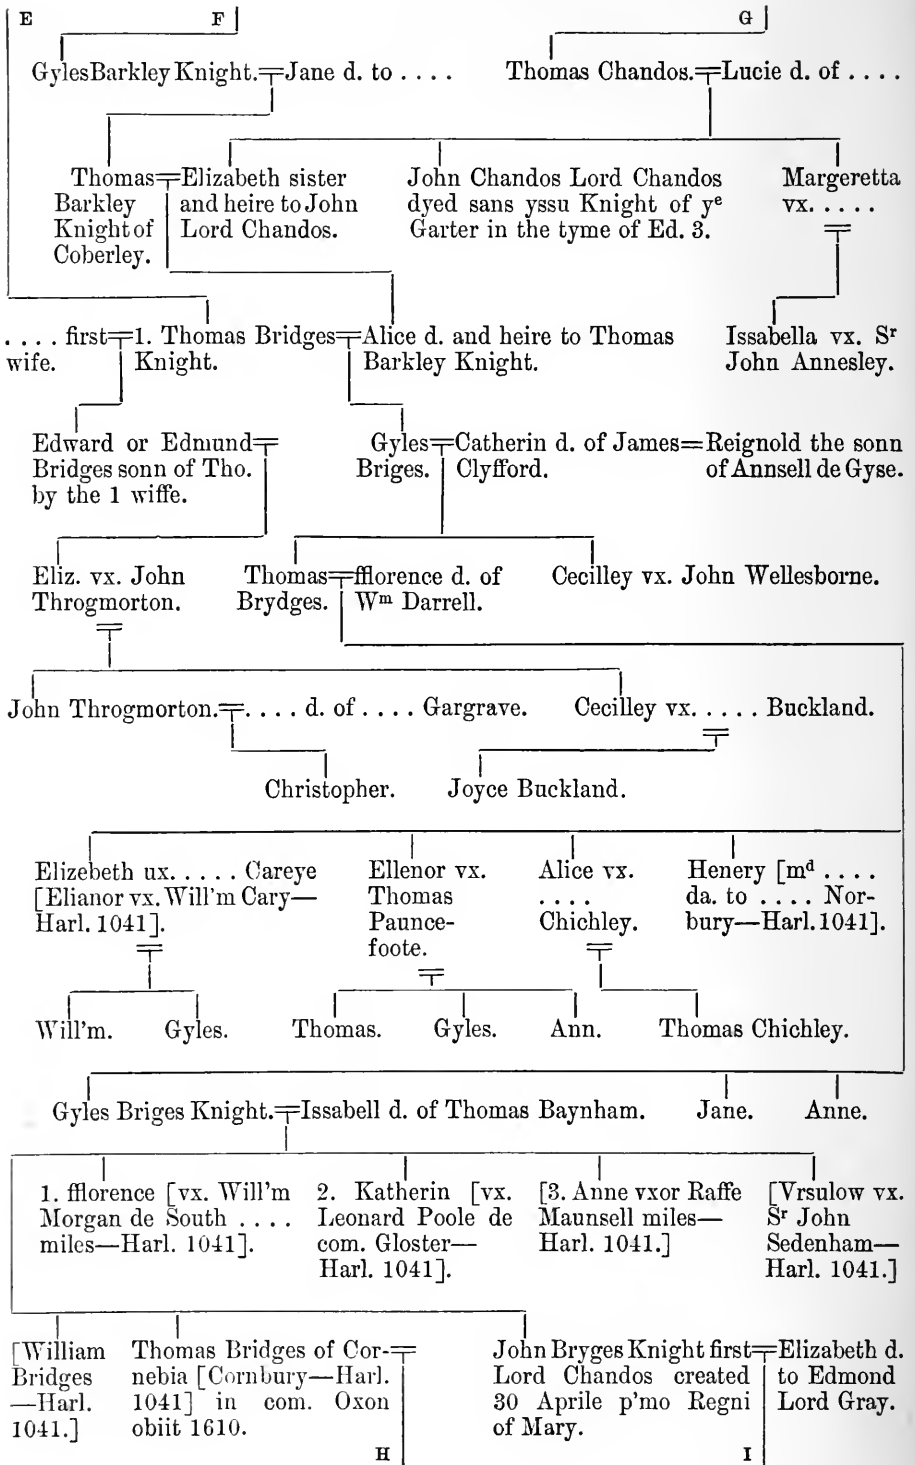 E F G
GylesBarkley Knight.=Jane d. to . . . . Thomas Chandos.=Lucie d. of . . . .
Thomas=Elizabeth sister John Chandos Lord Chandos Margeretta
Barkley and heire to John dyed sans yssu Knight of yᵉ vx. . . . . .
Knight of Lord Chandos. Garter in the tyme of Ed. 3.
Coberley.
. . . . first=1. Thomas Bridges=Alice d. and heire to Thomas Issabella vx. Sʳ
wife. Knight. Barkley Knight. John Annesley.
Edward or Edmund= Gyles=Catherin d. of James=Reignold the sonn
Bridges sonn of Tho. Briges. Clyfford. of Annsell de Gyse.
by the 1 wiffe.
Eliz. vx. John Thomas=fflorence d. of Cecilley vx. John Wellesborne.
Throgmorton. Brydges. Wᵐ Darrell.
John Throgmorton.=. . . . d. of . . . . Gargrave. Cecilley vx. . . . . . Buckland.
Christopher. Joyce Buckland.
Elizebeth ux. . . . . . Careye Ellenor vx. Alice vx. Henery [mᵈ . . . .
[Elianor vx. Will'm Cary— Thomas . . . . da. to . . . . Nor-
Harl. 1041]. Paunce- Chichley. bury—Harl. 1041].
foote.
Will'm. Gyles. Thomas. Gyles. Ann. Thomas Chichley.
Gyles Briges Knight.=Issabell d. of Thomas Baynham. Jane. Anne.
1. fflorence [vx. Will'm 2. Katherin [vx. [3. Anne vxor Raffe [Vrsulow vx.
Morgan de South . . . . Leonard Poole de Maunsell miles— Sʳ John
miles—Harl. 1041]. com. Gloster— Harl. 1041.] Sedenham—
Harl. 1041]. Harl. 1041.]
[William Thomas Bridges of Cor-= John Bryges Knight first=Elizabeth d.
Bridges nebia [Cornbury—Harl. Lord Chandos created to Edmond
—Harl. 1041] in com. Oxon 30 Aprile p'mo Regni Lord Gray.
1041.] obiit 1610. of Mary.
H I